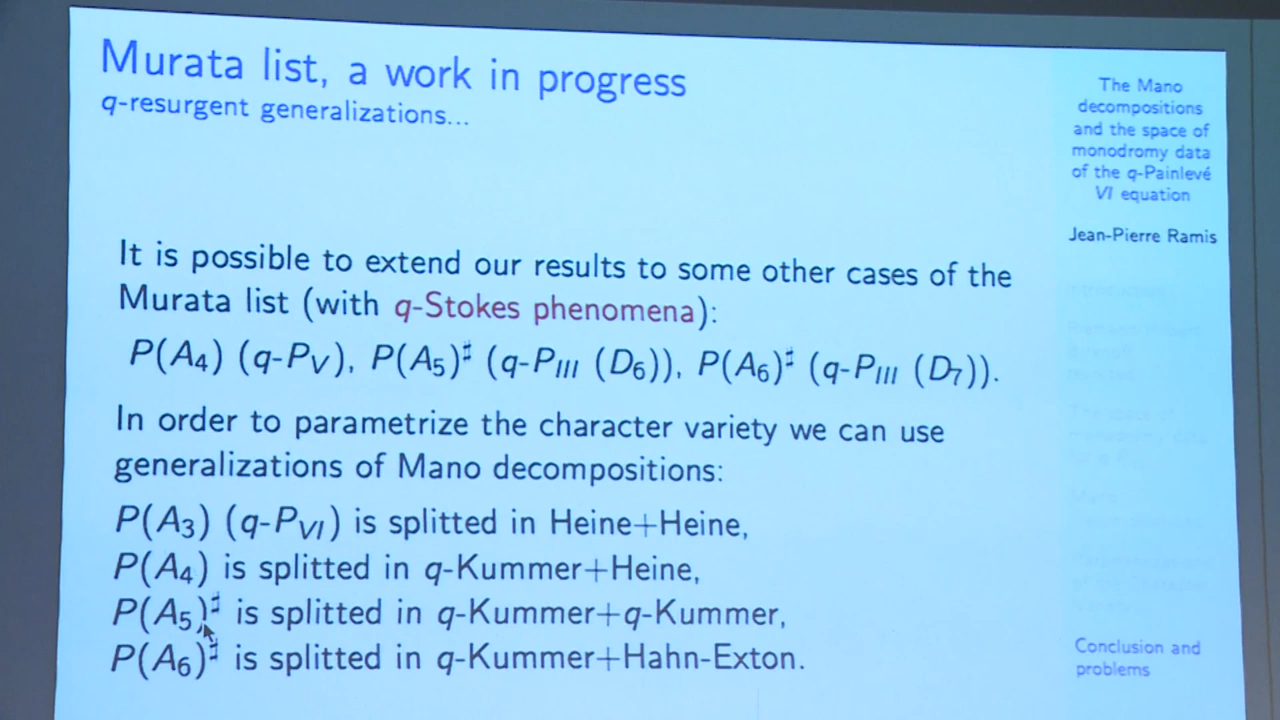 Murata list, a work in progress
q-resurgent generalizations...
It is possible to extend our results to some other cases of the
Murata list (with q-Stokes phenomena):
P(A₄) (q-P_V), P(A₅)^♯ (q-P_III (D₆)), P(A₆)^♯ (q-P_III (D₇)).
In order to parametrize the character variety we can use
generalizations of Mano decompositions:
P(A₃) (q-P_VI) is splitted in Heine+Heine,
P(A₄) is splitted in q-Kummer+Heine,
P(A₅)^♯ is splitted in q-Kummer+q-Kummer,
P(A₆)^♯ is splitted in q-Kummer+Hahn-Exton.
The Mano
decompositions
and the space of
monodromy data
of the q-Painlevé
VI equation
Jean-Pierre Ramis
Introduction
Conclusion and
problems